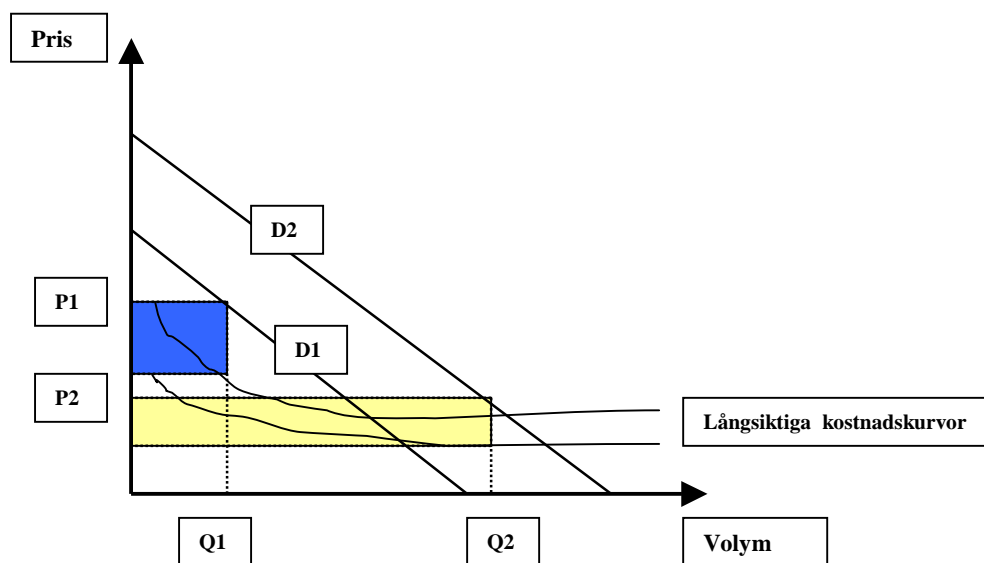 Pris
D2
P1
D1
P2
Långsiktiga kostnadskurvor
Q1
Q2
Volym